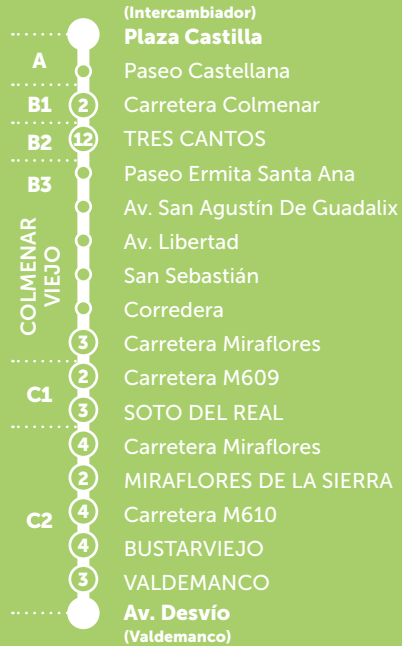 (Intercambiador)
Plaza Castilla
A
Paseo Castellana
B1 2 Carretera Colmenar
B2 12 TRES CANTOS
B3
COLMENAR
VIEJO
Paseo Ermita Santa Ana
Av. San Agustín De Guadalix
Av. Libertad
San Sebastián
Corredera
3 Carretera Miraflores
C1
2 Carretera M609
3 SOTO DEL REAL
C2
4 Carretera Miraflores
2 MIRAFLORES DE LA SIERRA
4 Carretera M610
4 BUSTARVIEJO
3 VALDEMANCO
Av. Desvío
(Valdemanco)